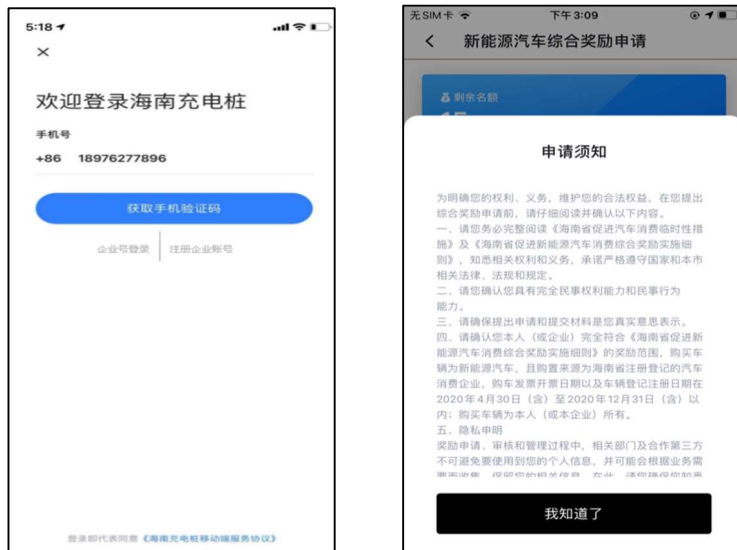 5:18
欢迎登录海南充电桩
手机号
+86 18976277896
获取手机验证码
企业号登录 注册企业账号
登录即代表同意《海南充电桩移动端服务协议》
无SIM卡 下午3:09
新能源汽车综合奖励申请
剩余名额
申请须知
为明确您的权利、义务，维护您的合法权益，在您提出
综合奖励申请前，请仔细阅读并确认以下内容。
一、请您务必完整阅读《海南省促进汽车消费临时性措
施》及《海南省促进新能源汽车消费综合奖励实施细
则》，知悉相关权利和义务，承诺严格遵守国家和本市
相关法律、法规和规定。
二、请您确认您具有完全民事权利能力和民事行为
能力。
三、请确保提出申请和提交材料是您真实意思表示。
四、请确认您本人（或企业）完全符合《海南省促进新
能源汽车消费综合奖励实施细则》的奖励范围，购买车
辆为新能源汽车，且购置来源为海南省注册登记的汽车
消费企业，购车发票开票日期以及车辆登记注册日期在
2020年4月30日（含）至2020年12月31日（含）以
内；购买车辆为本人（或本企业）所有。
五、隐私申明
奖励申请、审核和管理过程中，相关部门及合作第三方
不可避免要使用到您的个人信息，并可能会根据业务需
要而收集、保留您的相关信息，在此，请您确保您知悉
我知道了